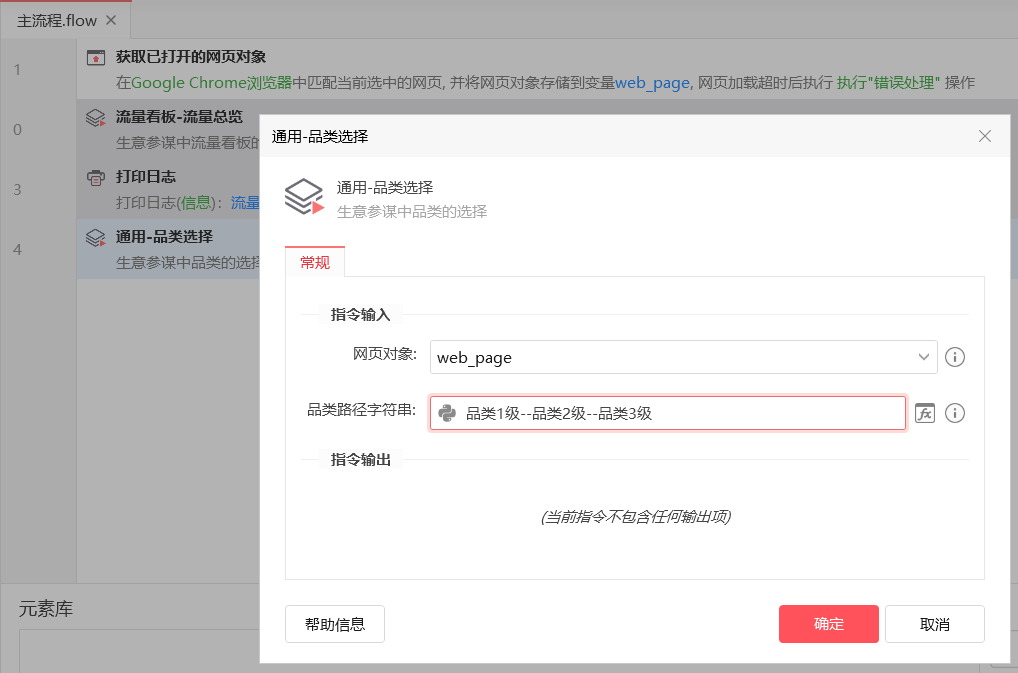 主流程.flow
1
获取已打开的网页对象
在Google Chrome浏览器中匹配当前选中的网页, 并将网页对象存储到变量web_page, 网页加载超时后执行 执行"错误处理" 操作
0
流量看板-流量总览
生意参谋中流量看板的
3
打印日志
打印日志(信息): 流量
4
通用-品类选择
生意参谋中品类的选择
通用-品类选择
通用-品类选择
生意参谋中品类的选择
常规
指令输入
网页对象: web_page
品类路径字符串: 品类1级--品类2级--品类3级 fx
指令输出
(当前指令不包含任何输出项)
帮助信息 确定 取消
元素库